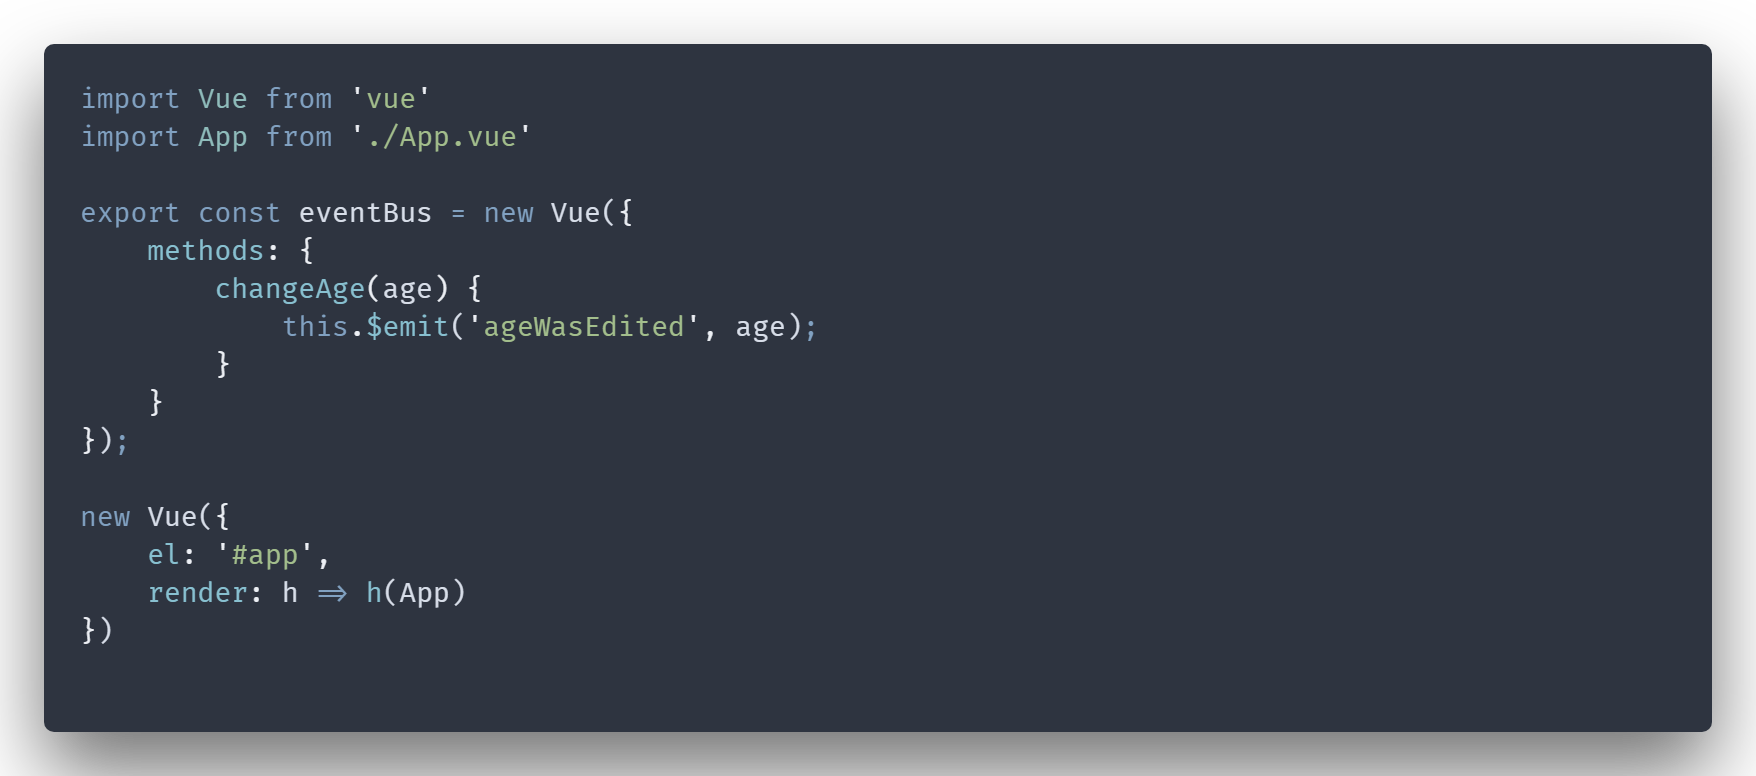 import Vue from 'vue'
import App from './App.vue'

export const eventBus = new Vue({
    methods: {
        changeAge(age) {
            this.$emit('ageWasEdited', age);
        }
    }
});

new Vue({
    el: '#app',
    render: h => h(App)
})